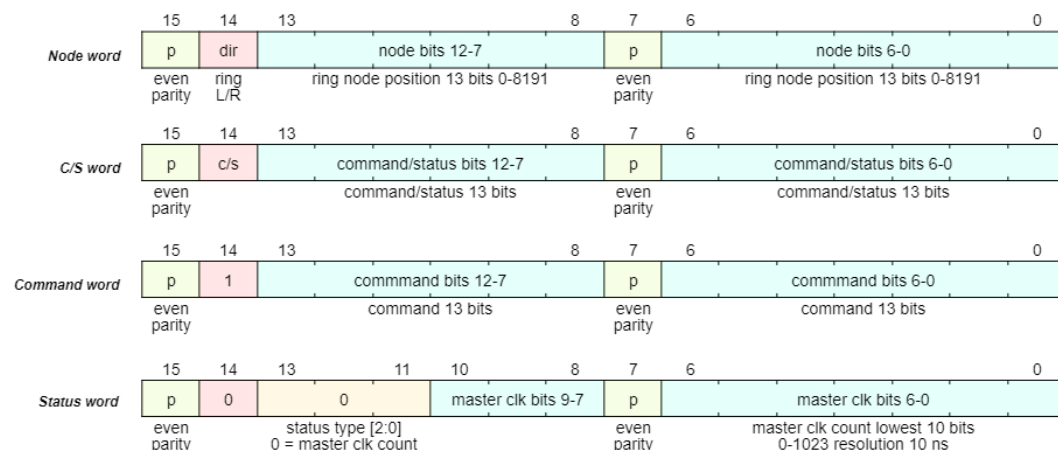 15 14 13 8 7 6 0
Node word p dir node bits 12-7 p node bits 6-0
even ring ring node position 13 bits 0-8191 even ring node position 13 bits 0-8191
parity L/R parity
15 14 13 8 7 6 0
C/S word p c/s command/status bits 12-7 p command/status bits 6-0
even command/status 13 bits even command/status 13 bits
parity parity
15 14 13 8 7 6 0
Command word p 1 commmand bits 12-7 p commmand bits 6-0
even command 13 bits even command 13 bits
parity parity
15 14 13 11 10 8 7 6 0
Status word p 0 0 master clk bits 9-7 p master clk bits 6-0
even status type [2:0] even master clk count lowest 10 bits
parity 0 = master clk count parity 0-1023 resolution 10 ns